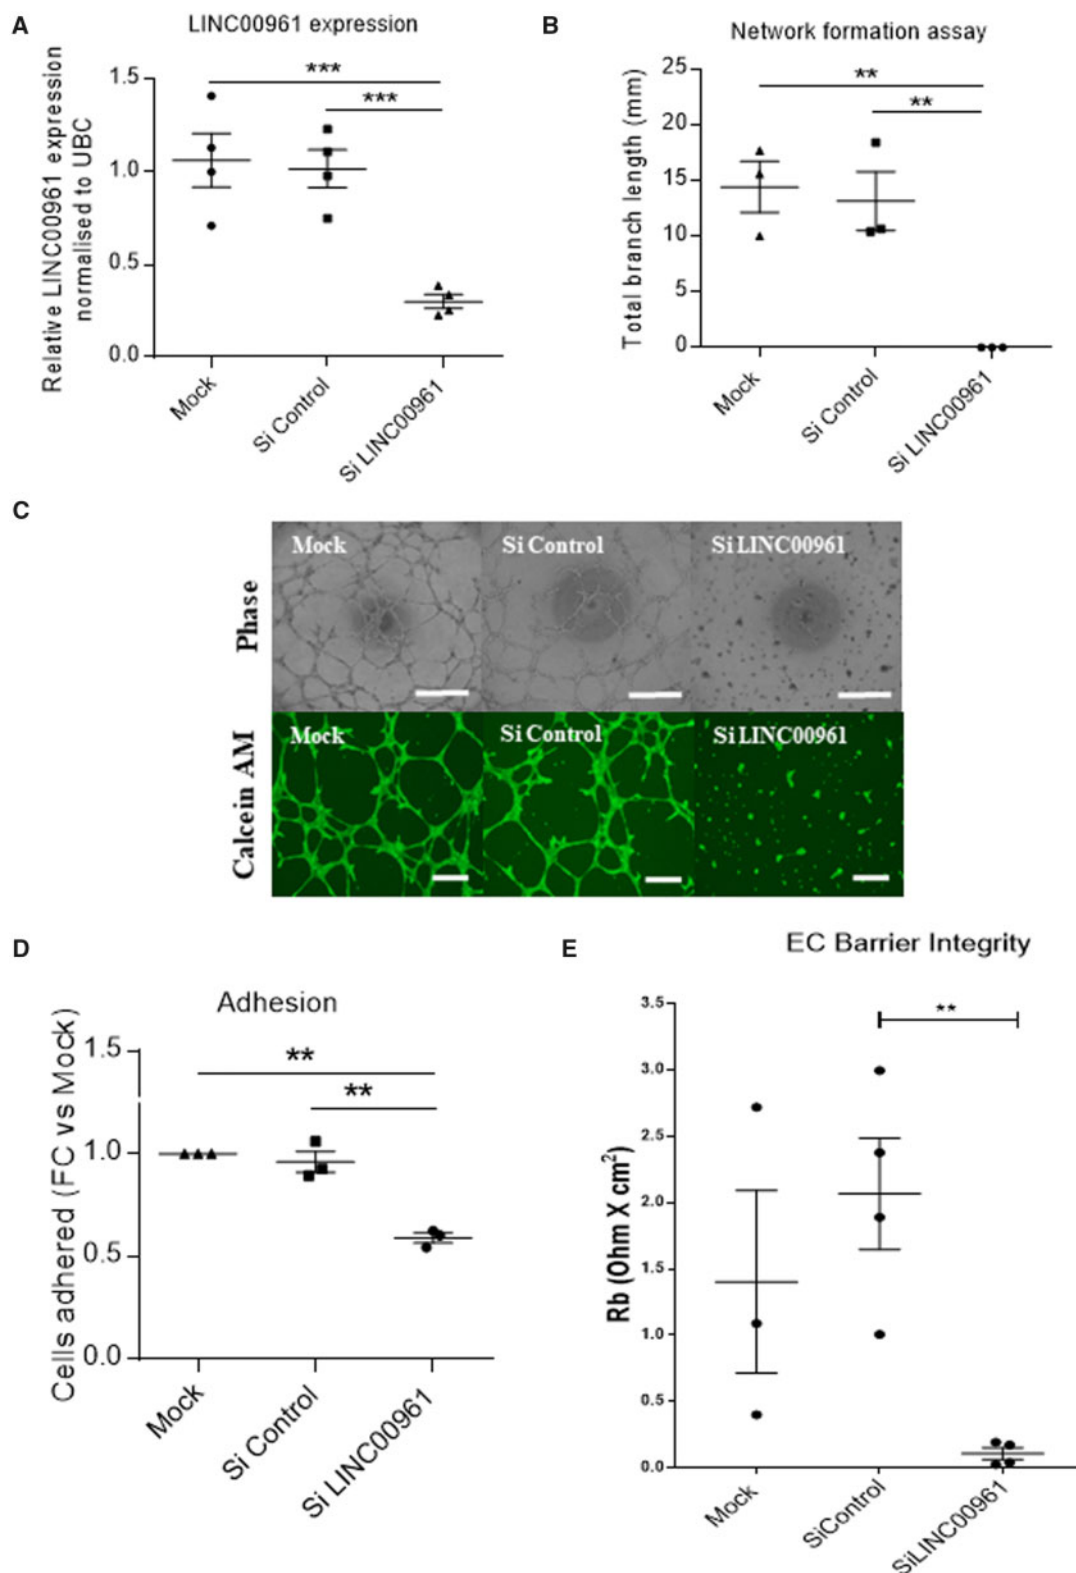 A
LINC00961 expression
Relative LINC00961 expression
normalised to UBC
1.5
1.0
0.5
0.0
***
***
Mock
Si Control
Si LINC00961
B
Network formation assay
Total branch length (mm)
25
20
15
10
5
0
**
**
Mock
Si Control
Si LINC00961
C
Phase
Mock
Si Control
Si LINC00961
Calcein AM
Mock
Si Control
Si LINC00961
D
Adhesion
Cells adhered (FC vs Mock)
1.5
1.0
0.5
0.0
**
**
Mock
Si Control
Si LINC00961
E
EC Barrier Integrity
Rb (Ohm X cm²)
3.5
3.0
2.5
2.0
1.5
1.0
0.5
0.0
**
Mock
SiControl
SiLINC00961